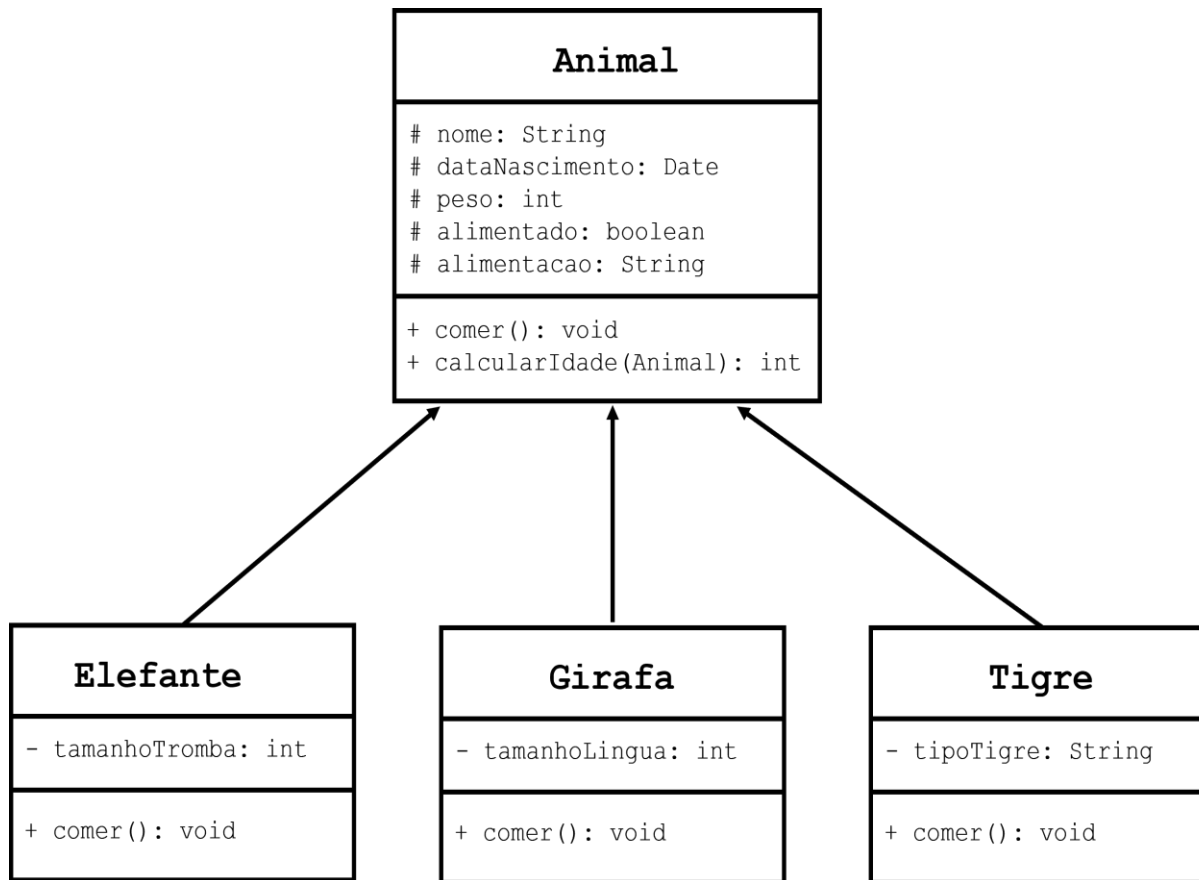 Animal
# nome: String
# dataNascimento: Date
# peso: int
# alimentado: boolean
# alimentacao: String
+ comer(): void
+ calcularIdade(Animal): int
Elefante
- tamanhoTromba: int
+ comer(): void
Girafa
- tamanhoLingua: int
+ comer(): void
Tigre
- tipoTigre: String
+ comer(): void